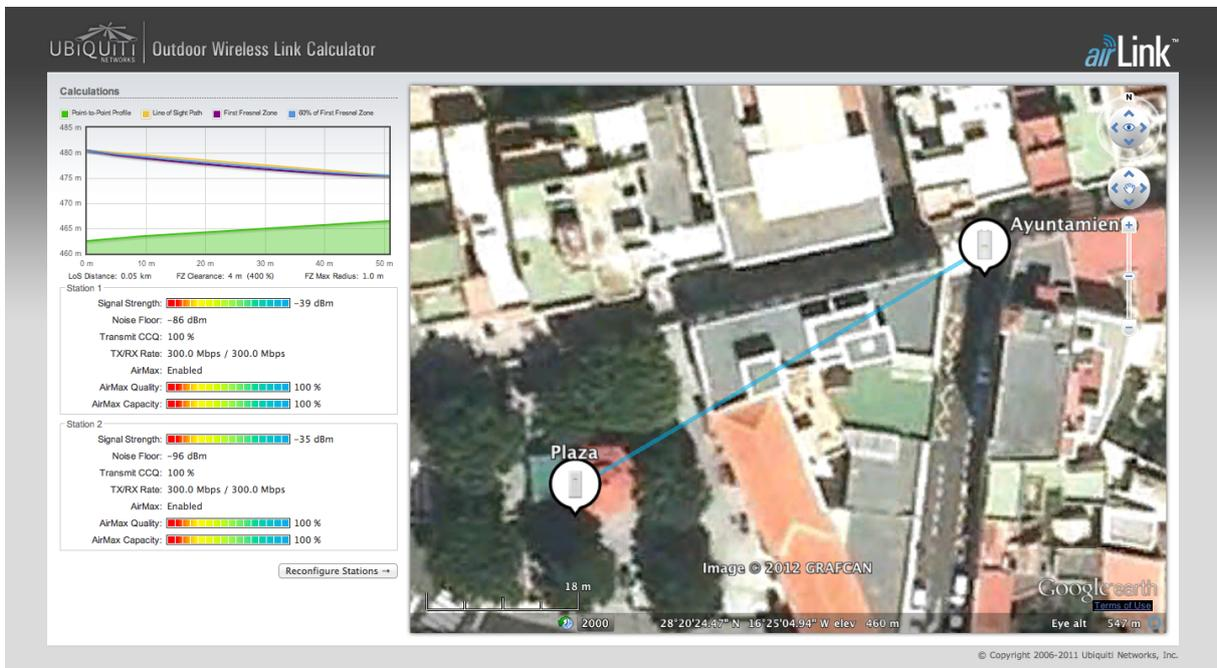 UBiQUiTi
NETWORKS
Outdoor Wireless Link Calculator
airLink™
Calculations
Point-to-Point Profile Line of Sight Path First Fresnel Zone 60% of First Fresnel Zone
485 m
480 m
475 m
470 m
465 m
460 m
0 m 10 m 20 m 30 m 40 m 50 m
LoS Distance: 0.05 km FZ Clearance: 4 m (400 %) FZ Max Radius: 1.0 m
Station 1
Signal Strength: -39 dBm
Noise Floor: -86 dBm
Transmit CCQ: 100 %
TX/RX Rate: 300.0 Mbps / 300.0 Mbps
AirMax: Enabled
AirMax Quality: 100 %
AirMax Capacity: 100 %
Station 2
Signal Strength: -35 dBm
Noise Floor: -96 dBm
Transmit CCQ: 100 %
TX/RX Rate: 300.0 Mbps / 300.0 Mbps
AirMax: Enabled
AirMax Quality: 100 %
AirMax Capacity: 100 %
Reconfigure Stations →
N
Ayuntamien
Plaza
Image © 2012 GRAFCAN
18 m
Google earth
Terms of Use
2000 28°20'24.47" N 16°25'04.94" W elev 460 m Eye alt 547 m
© Copyright 2006-2011 Ubiquiti Networks, Inc.